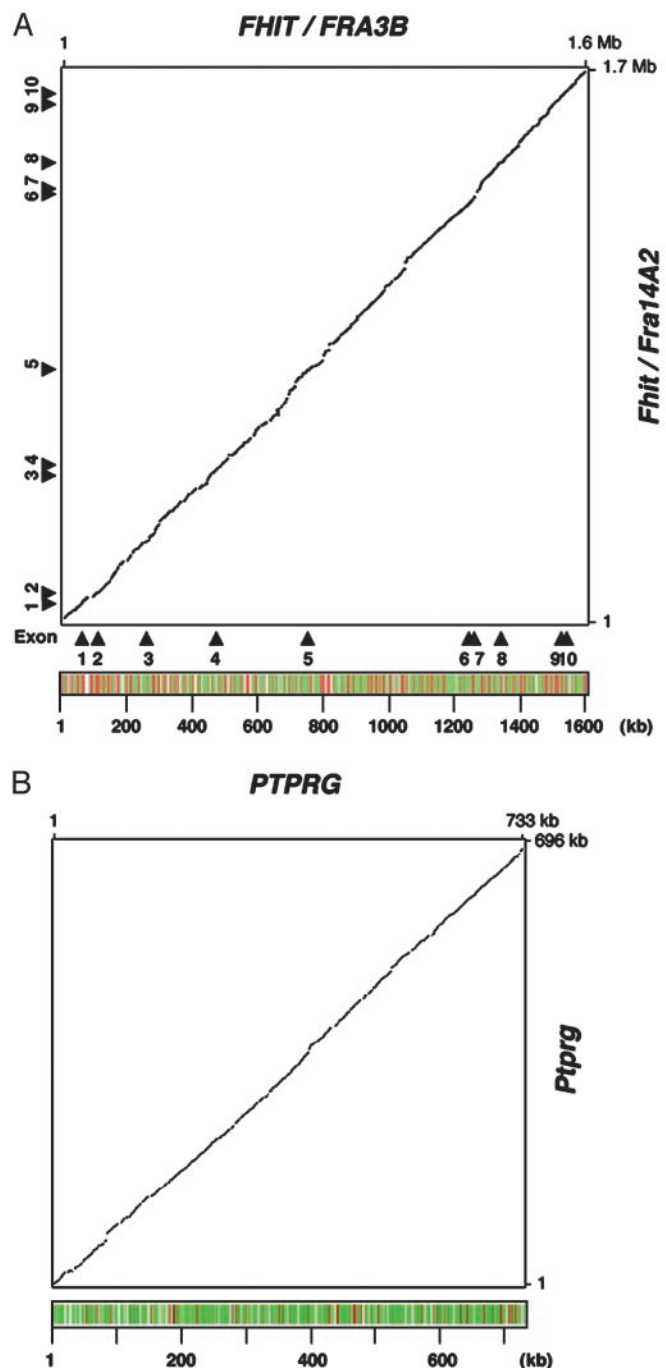 A
FHIT / FRA3B
1 1.6 Mb
1.7 Mb
10
9
8
7
6
5
4
3
2
1
Fhit / Fra14A2
1
Exon
1 2 3 4 5 6 7 8 9 10
1 200 400 600 800 1000 1200 1400 1600 (kb)
B
PTPRG
1 733 kb
696 kb
Ptprg
1
1 200 400 600 (kb)